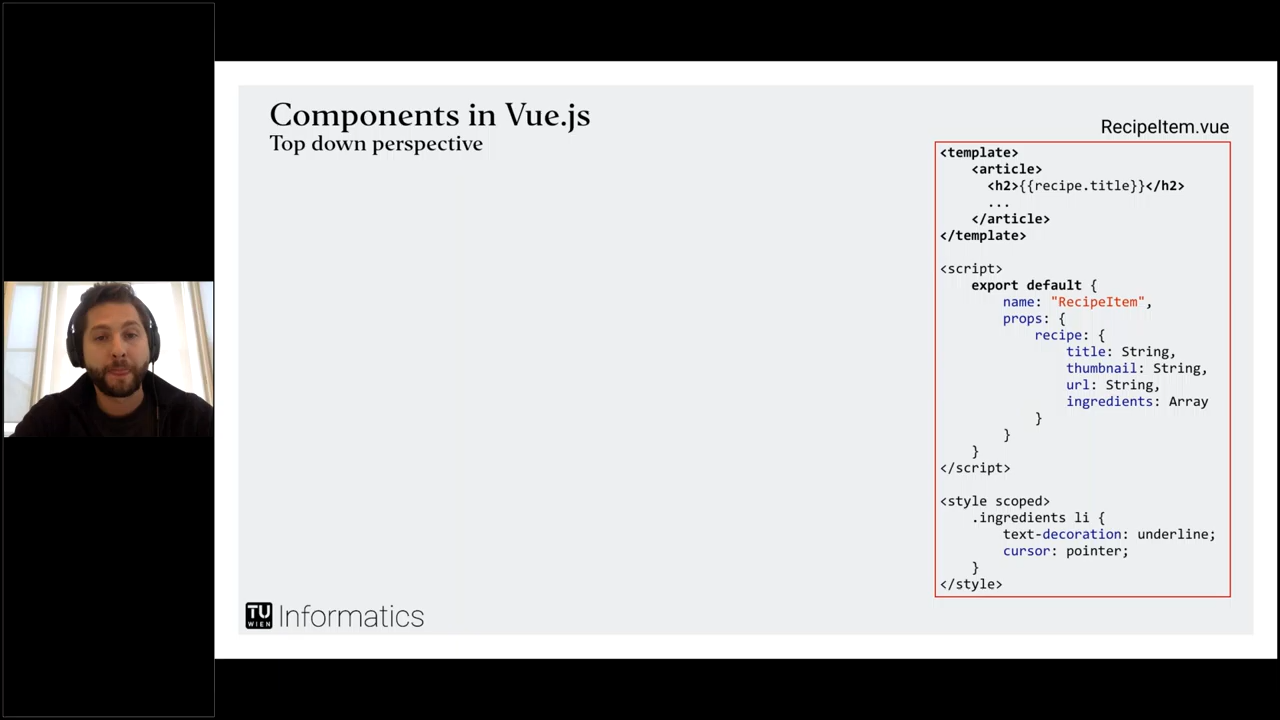 Components in Vue.js
Top down perspective
RecipeItem.vue
<template>
    <article>
      <h2>{{recipe.title}}</h2>
      ...
    </article>
</template>

<script>
    export default {
        name: "RecipeItem",
        props: {
            recipe: {
                title: String,
                thumbnail: String,
                url: String,
                ingredients: Array
            }
        }
    }
</script>

<style scoped>
    .ingredients li {
        text-decoration: underline;
        cursor: pointer;
    }
</style>
TU
WIEN
Informatics